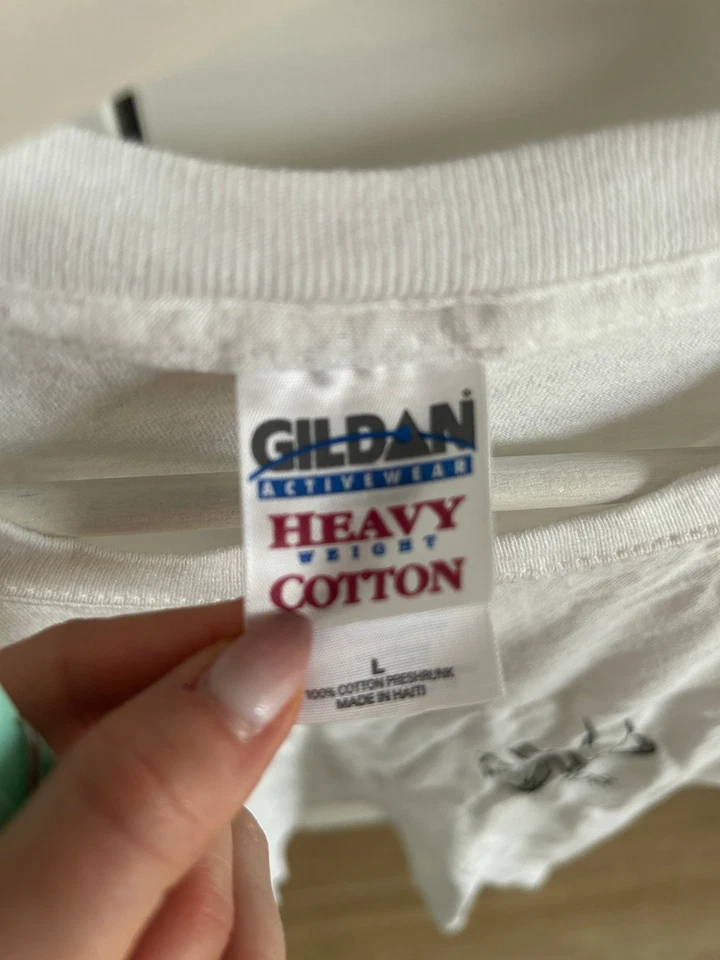 GILDAN
ACTIVEWEAR
HEAVY
WEIGHT
COTTON
L
100% COTTON PRESHRUNK
MADE IN HAITI